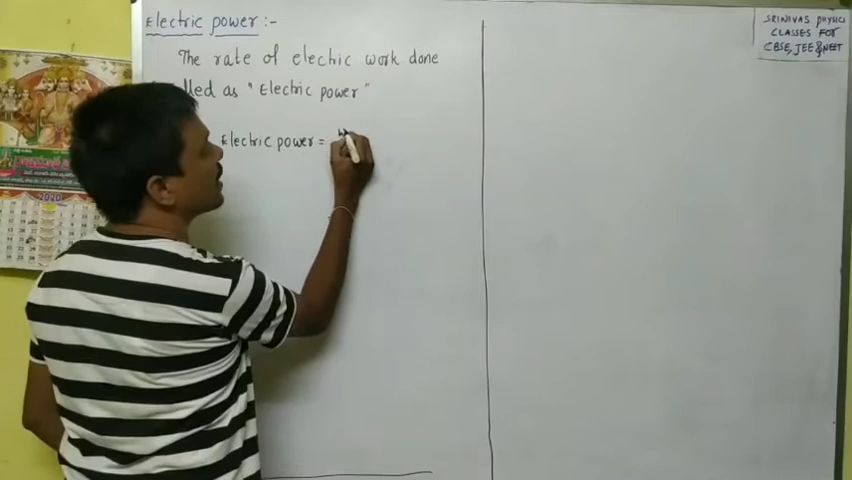 Electric power :-
The rate of electric work done
lled as "Electric power"
Electric power = W
SRINIVAS PHYSICS
CLASSES FOR
CBSE, JEE & NEET
2020